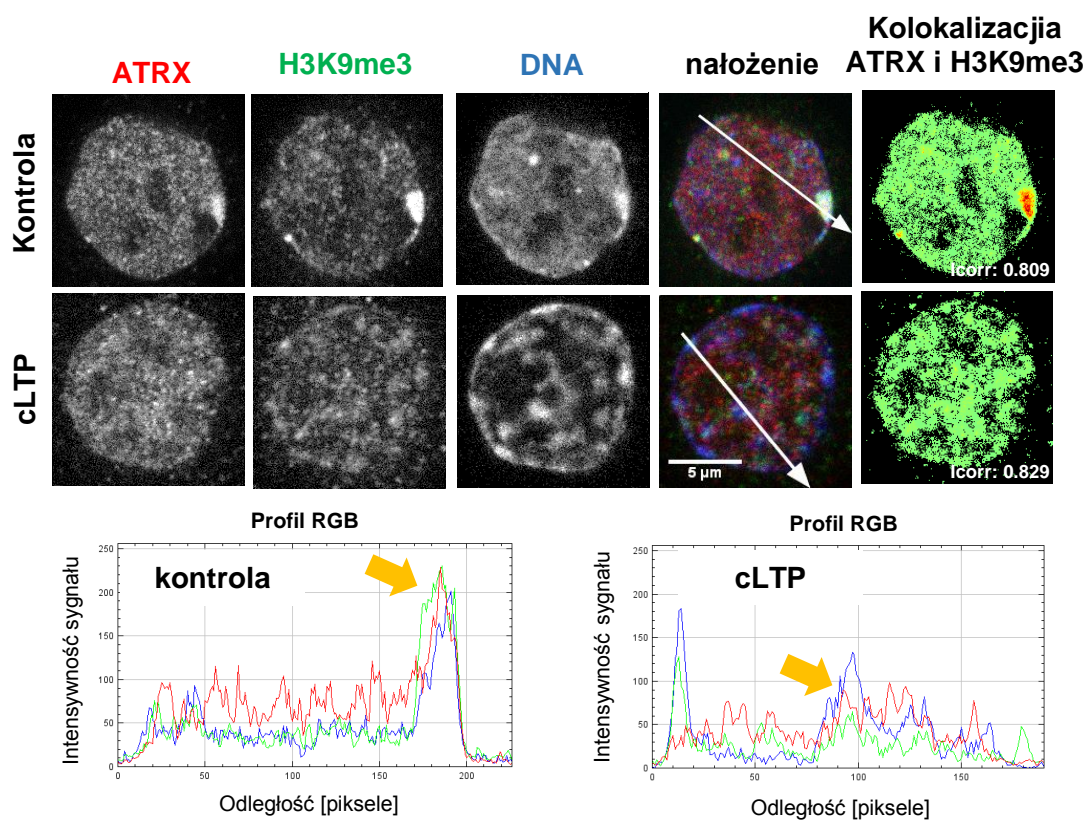 ATRX
H3K9me3
DNA
nałożenie
Kolokalizacjia
ATRX i H3K9me3
Kontrola
Icorr: 0.809
cLTP
5 µm
Icorr: 0.829
Profil RGB
kontrola
Intensywność sygnału
250
200
150
100
50
0
0
50
100
150
200
Odległość [piksele]
Profil RGB
cLTP
Intensywność sygnału
250
200
150
100
50
0
0
50
100
150
Odległość [piksele]